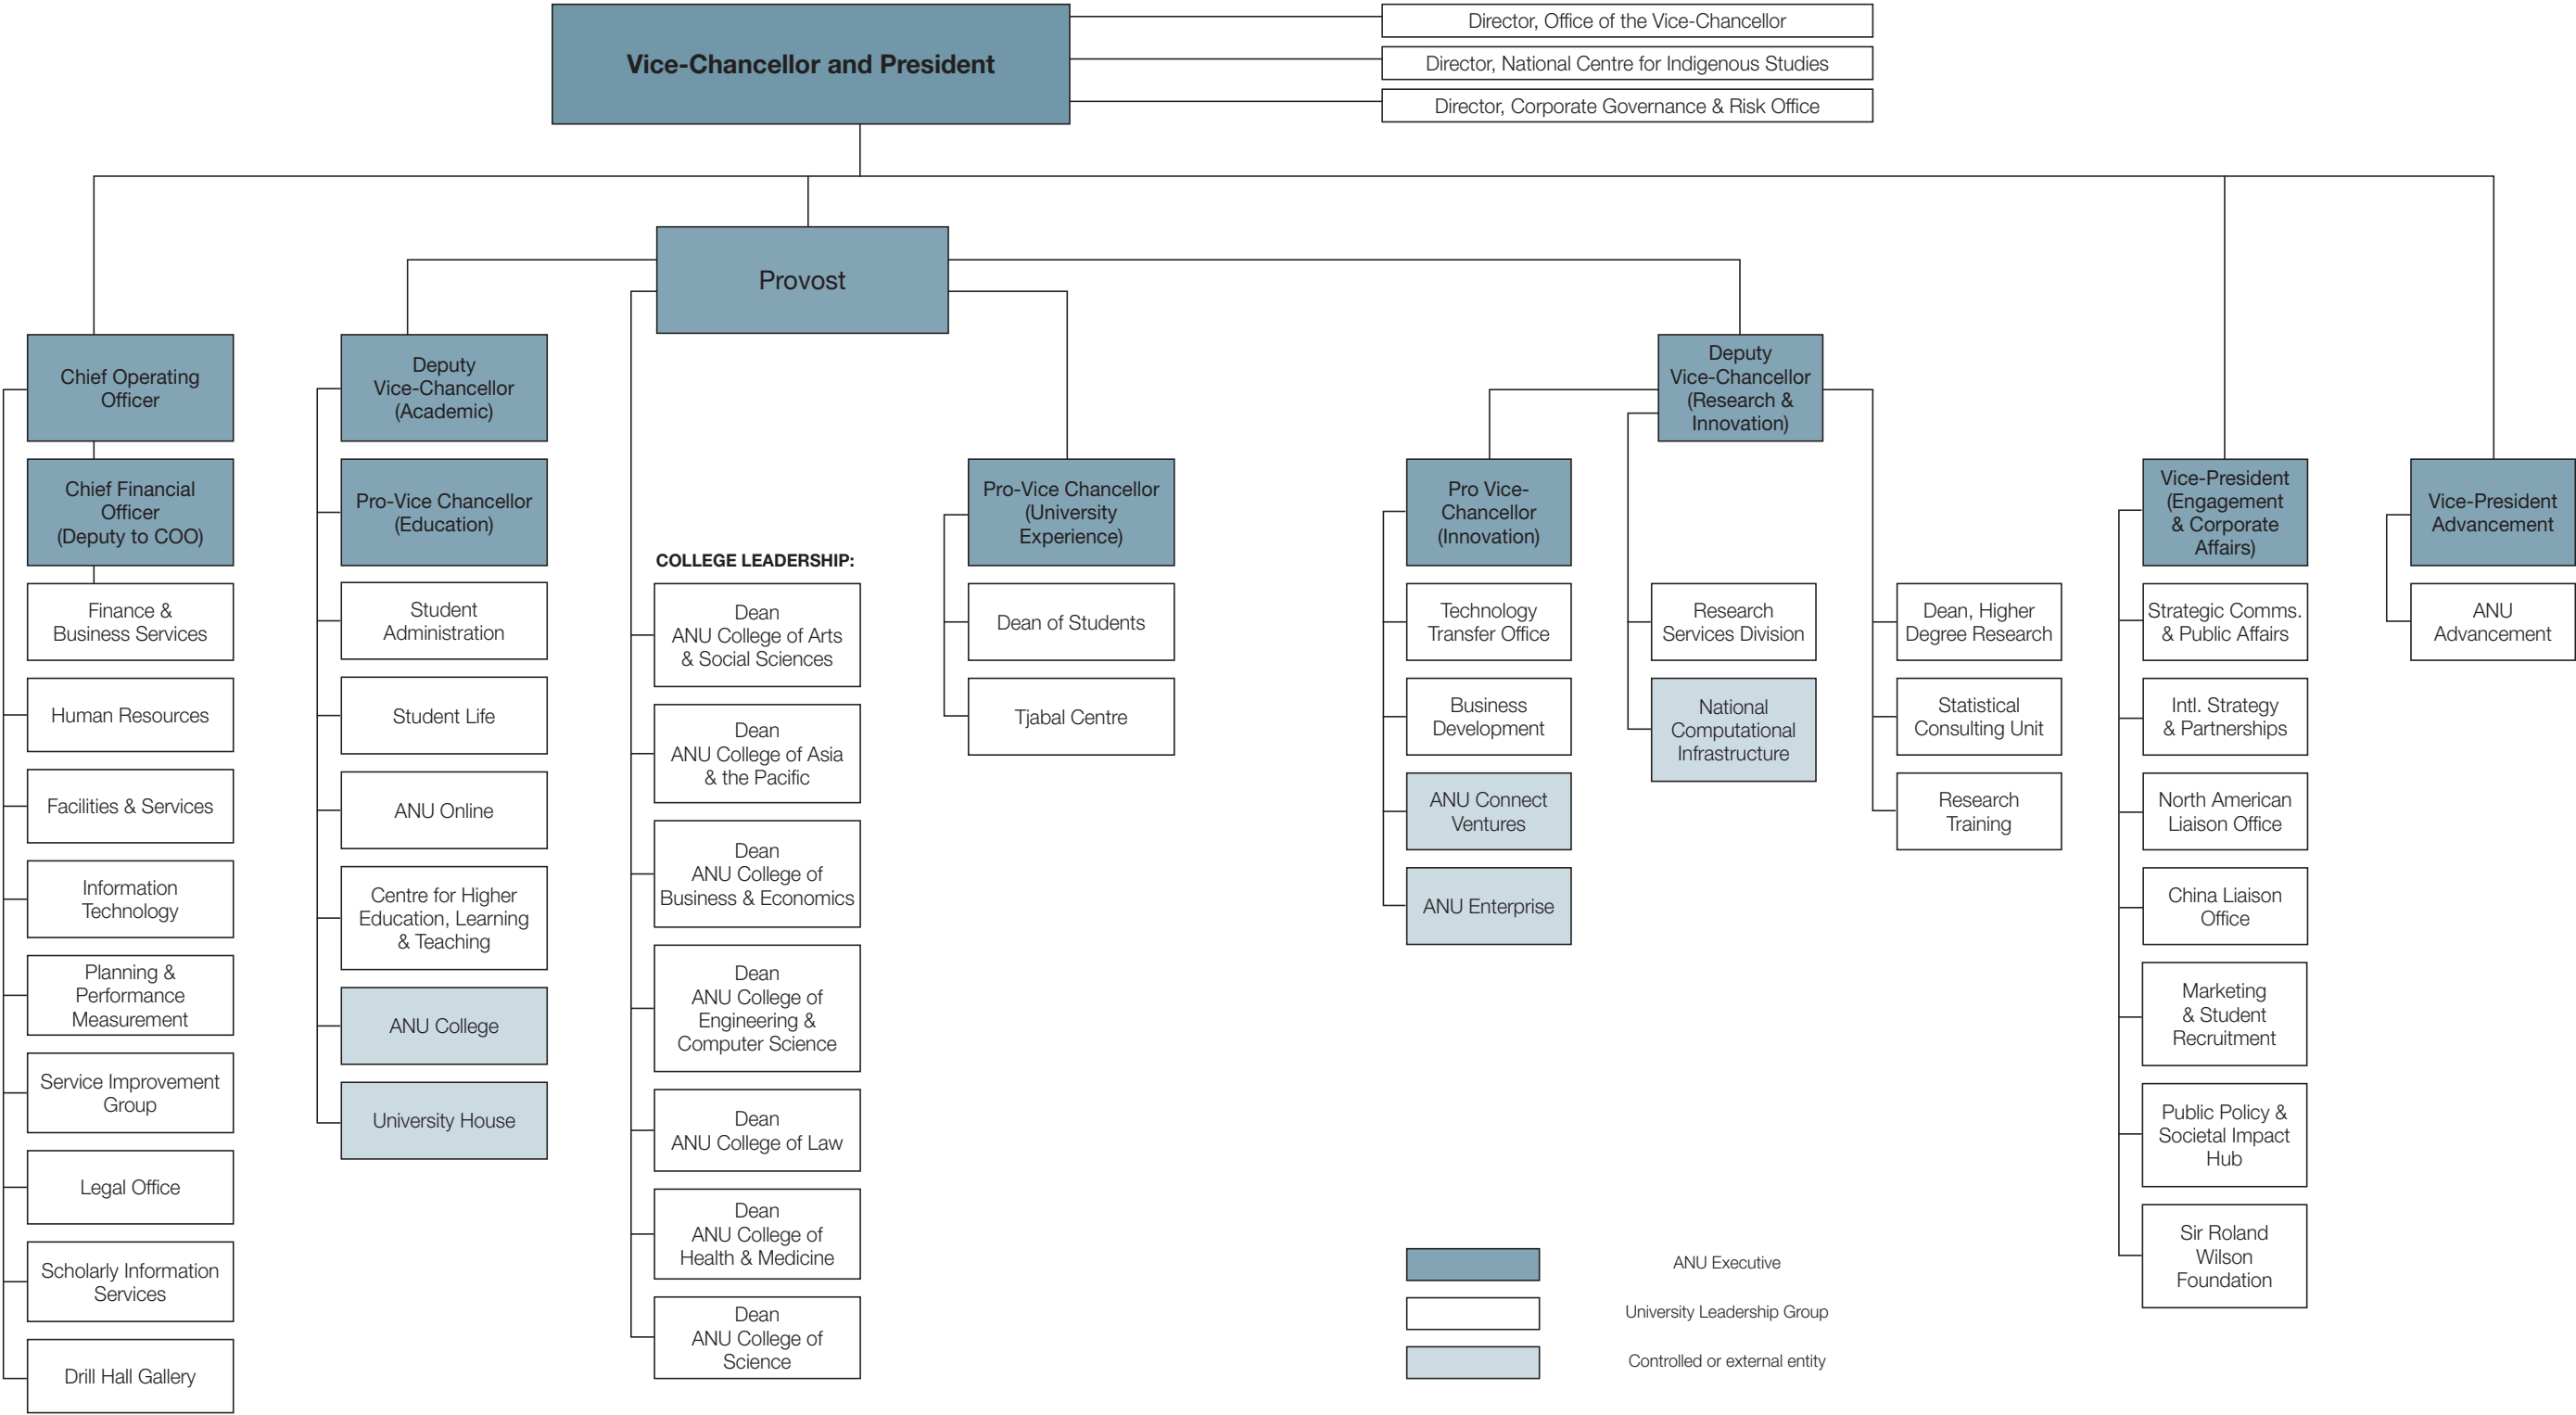 Vice-Chancellor and President
Director, Office of the Vice-Chancellor
Director, National Centre for Indigenous Studies
Director, Corporate Governance & Risk Office
Provost
Chief Operating
Officer
Chief Financial
Officer
(Deputy to COO)
Finance &
Business Services
Human Resources
Facilities & Services
Information
Technology
Planning &
Performance
Measurement
Service Improvement
Group
Legal Office
Scholarly Information
Services
Drill Hall Gallery
Deputy
Vice-Chancellor
(Academic)
Pro-Vice Chancellor
(Education)
Student
Administration
Student Life
ANU Online
Centre for Higher
Education, Learning
& Teaching
ANU College
University House
COLLEGE LEADERSHIP:
Dean
ANU College of Arts
& Social Sciences
Dean
ANU College of Asia
& the Pacific
Dean
ANU College of
Business & Economics
Dean
ANU College of
Engineering &
Computer Science
Dean
ANU College of Law
Dean
ANU College of
Health & Medicine
Dean
ANU College of
Science
Pro-Vice Chancellor
(University
Experience)
Dean of Students
Tjabal Centre
Deputy
Vice-Chancellor
(Research &
Innovation)
Pro Vice-
Chancellor
(Innovation)
Technology
Transfer Office
Business
Development
ANU Connect
Ventures
ANU Enterprise
Research
Services Division
National
Computational
Infrastructure
Dean, Higher
Degree Research
Statistical
Consulting Unit
Research
Training
Vice-President
(Engagement
& Corporate
Affairs)
Strategic Comms.
& Public Affairs
Intl. Strategy
& Partnerships
North American
Liaison Office
China Liaison
Office
Marketing
& Student
Recruitment
Public Policy &
Societal Impact
Hub
Sir Roland
Wilson
Foundation
Vice-President
Advancement
ANU
Advancement
ANU Executive
University Leadership Group
Controlled or external entity